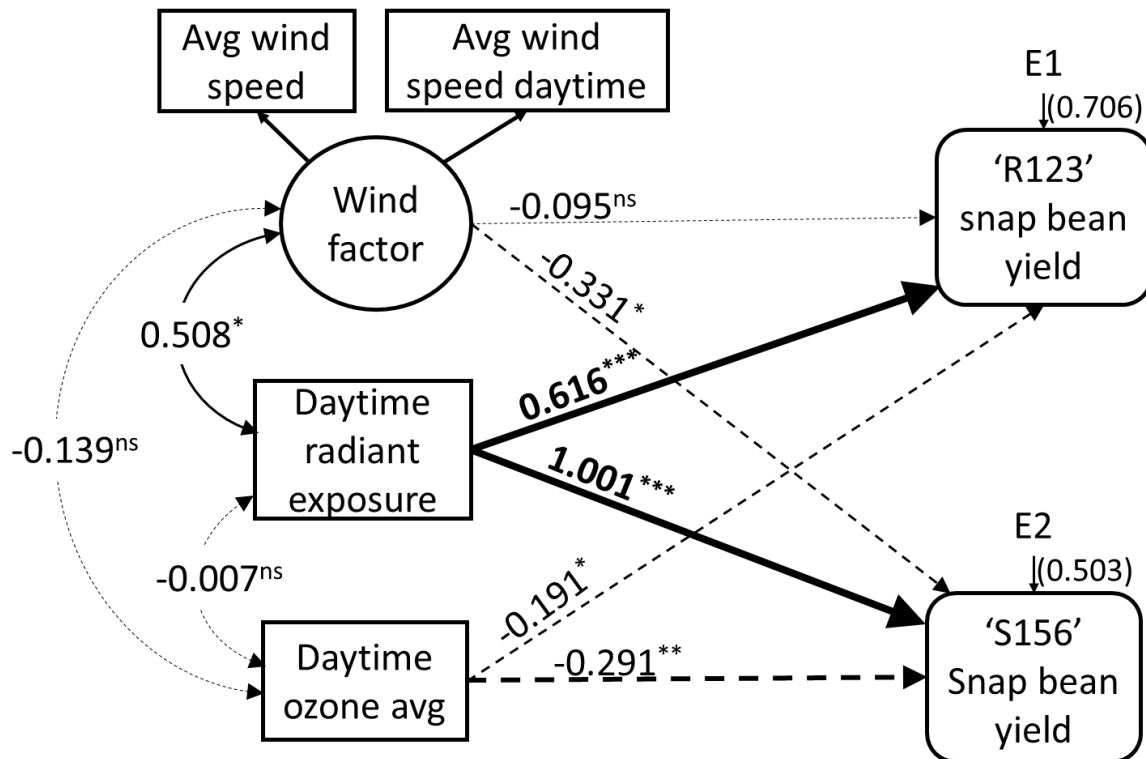 Avg wind
speed
Avg wind
speed daytime
E1
(0.706)
‘R123’
snap bean
yield
Wind
factor
-0.095ns
-0.331*
0.508*
0.616***
Daytime
radiant
exposure
-0.139ns
1.001***
E2
(0.503)
-0.007ns
-0.191*
‘S156’
Snap bean
yield
Daytime
ozone avg
-0.291**